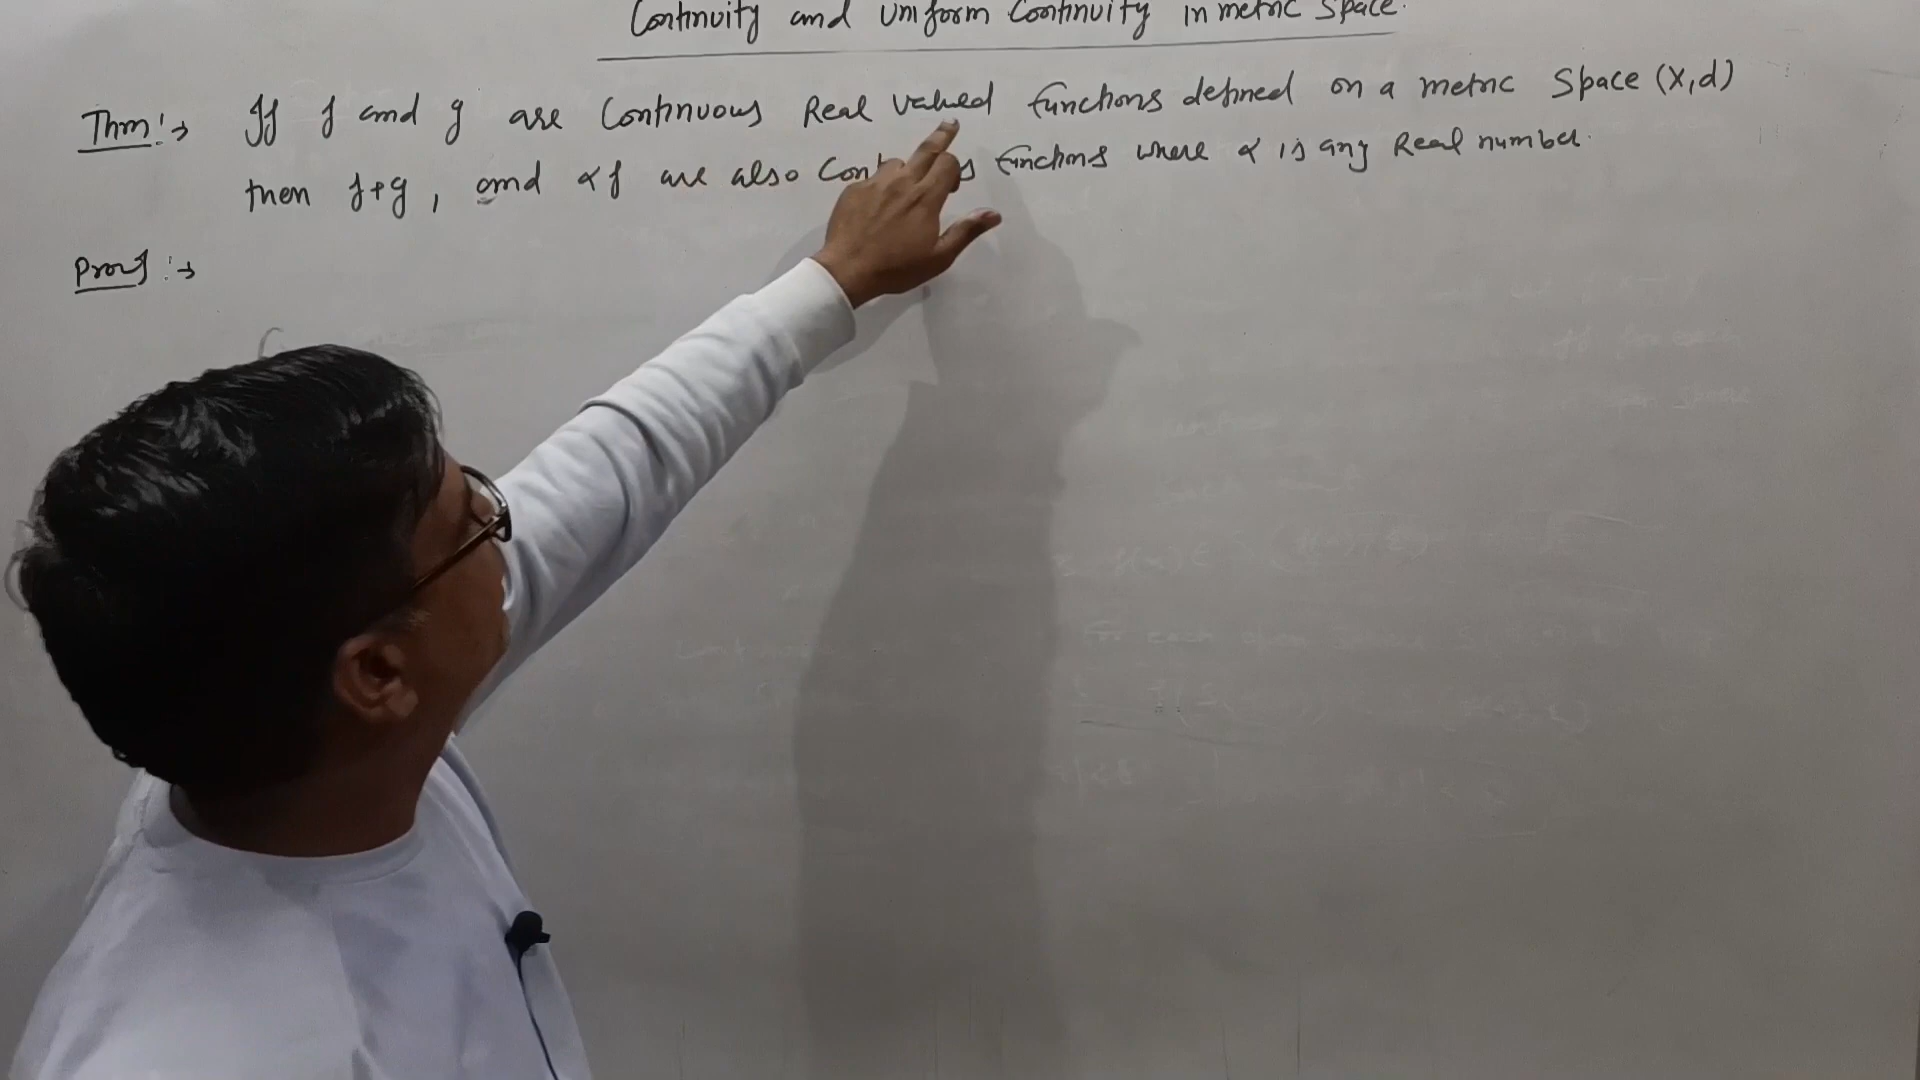 Continuity and Uniform Continuity in metric space.
Thm:→ If f and g are Continuous Real valued functions defined on a metric Space (X,d)
then f+g, and αf are also functions where α is any Real number.
Proof:→